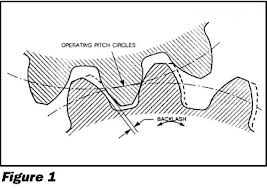 OPERATING PITCH CIRCLES
BACKLASH
Figure 1